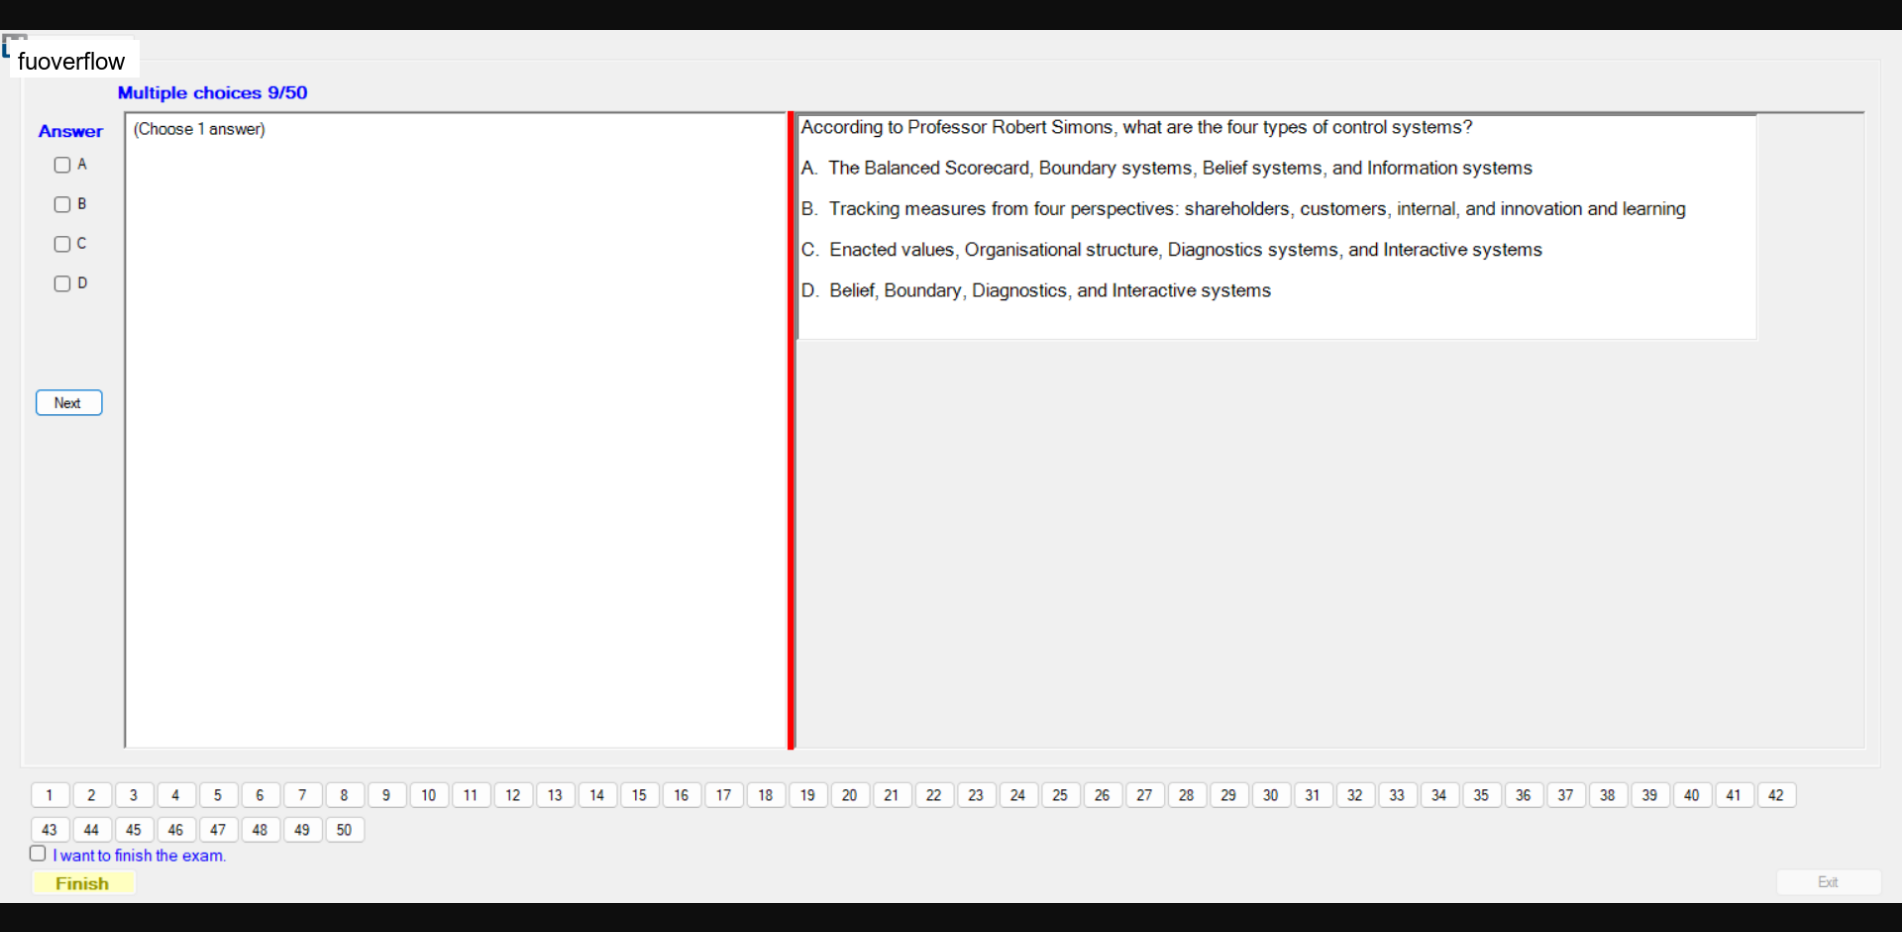 fuoverflow
Multiple choices 9/50
Answer
(Choose 1 answer)
A
B
C
D
Next
According to Professor Robert Simons, what are the four types of control systems?
A. The Balanced Scorecard, Boundary systems, Belief systems, and Information systems
B. Tracking measures from four perspectives: shareholders, customers, internal, and innovation and learning
C. Enacted values, Organisational structure, Diagnostics systems, and Interactive systems
D. Belief, Boundary, Diagnostics, and Interactive systems
1 2 3 4 5 6 7 8 9 10 11 12 13 14 15 16 17 18 19 20 21 22 23 24 25 26 27 28 29 30 31 32 33 34 35 36 37 38 39 40 41 42
43 44 45 46 47 48 49 50
I want to finish the exam.
Finish
Exit